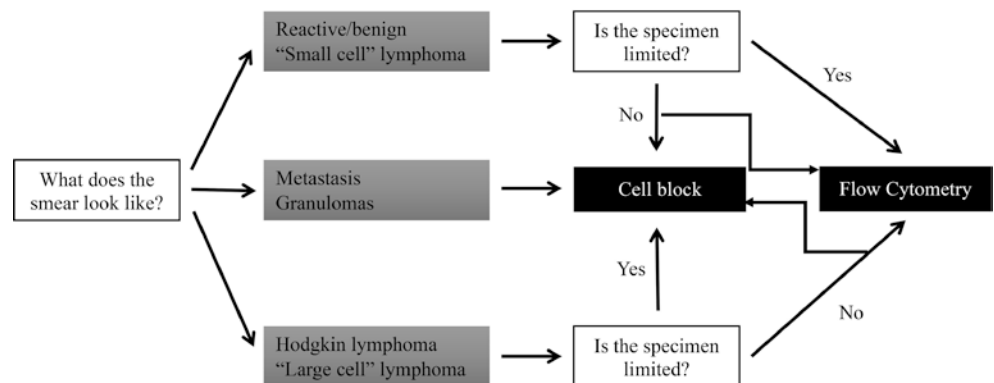 What does the
smear look like?
Reactive/benign
“Small cell” lymphoma
Is the specimen
limited?
Yes
No
Metastasis
Granulomas
Cell block
Flow Cytometry
Hodgkin lymphoma
“Large cell” lymphoma
Is the specimen
limited?
Yes
No